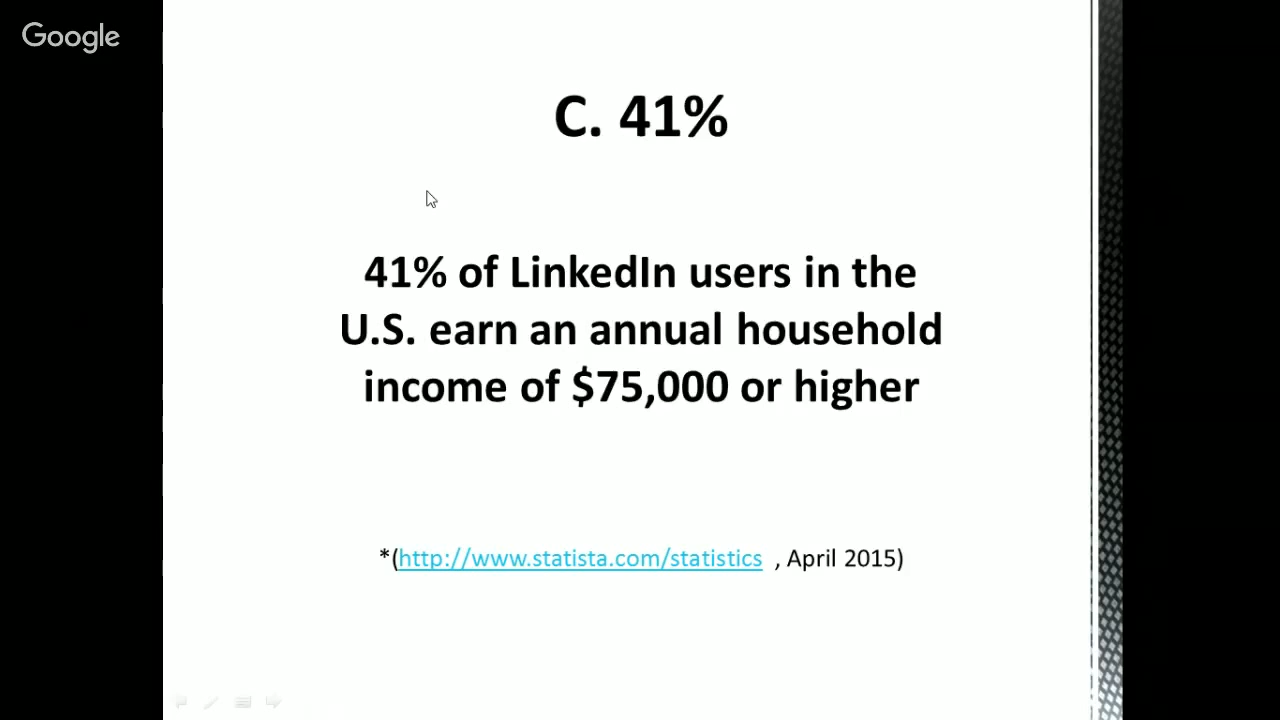 Google
C. 41%
41% of LinkedIn users in the
U.S. earn an annual household
income of $75,000 or higher
*(http://www.statista.com/statistics , April 2015)